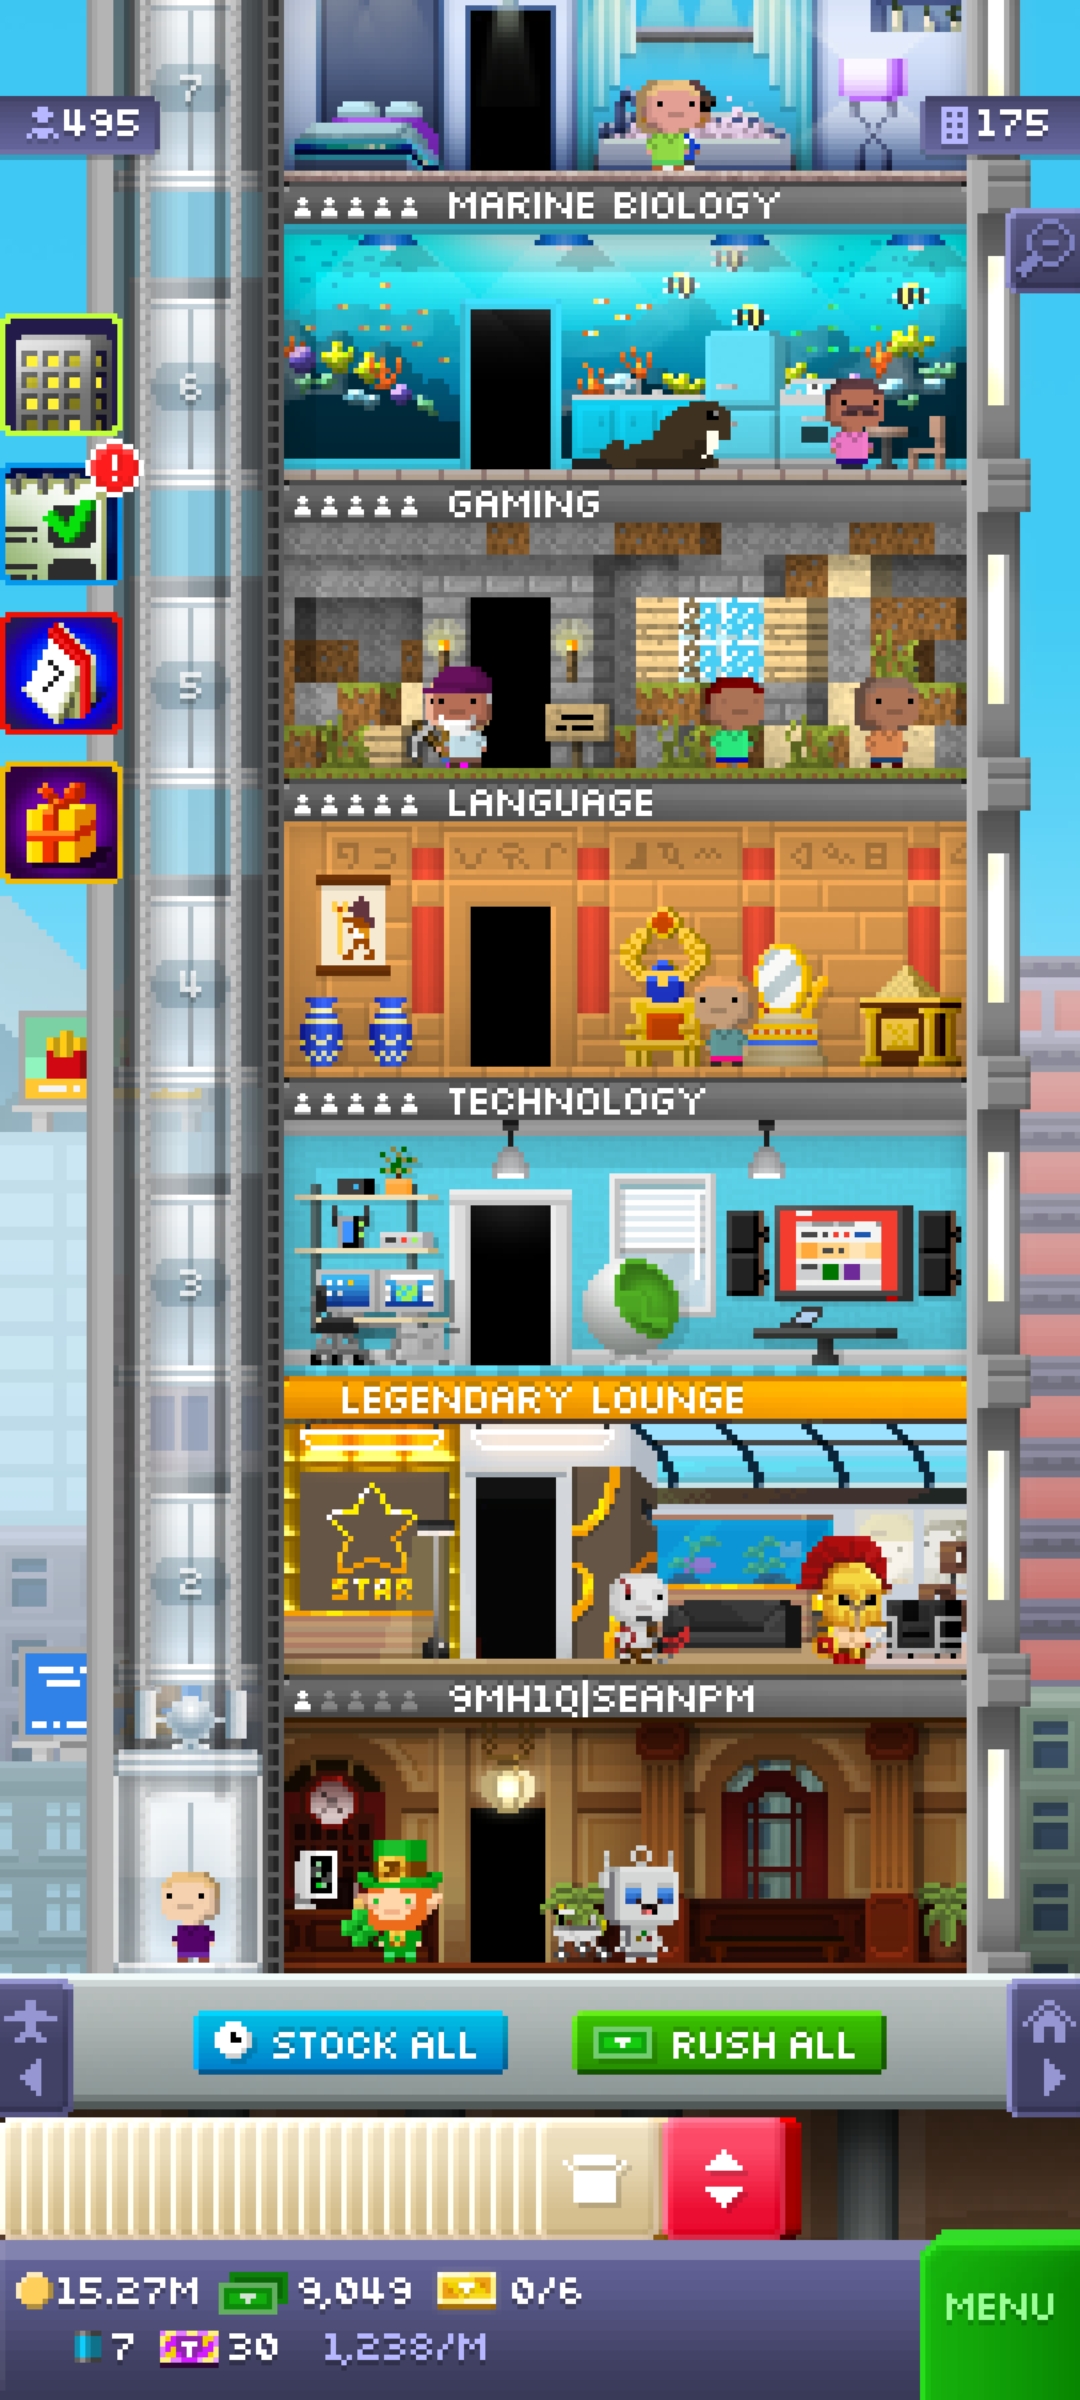 7
495
175
MARINE BIOLOGY
6
GAMING
5
LANGUAGE
4
TECHNOLOGY
3
LEGENDARY LOUNGE
STAR
2
9MH1Q|SEANPM
STOCK ALL
RUSH ALL
15.27M 9,049 0/6
7 30 1,238/M
MENU